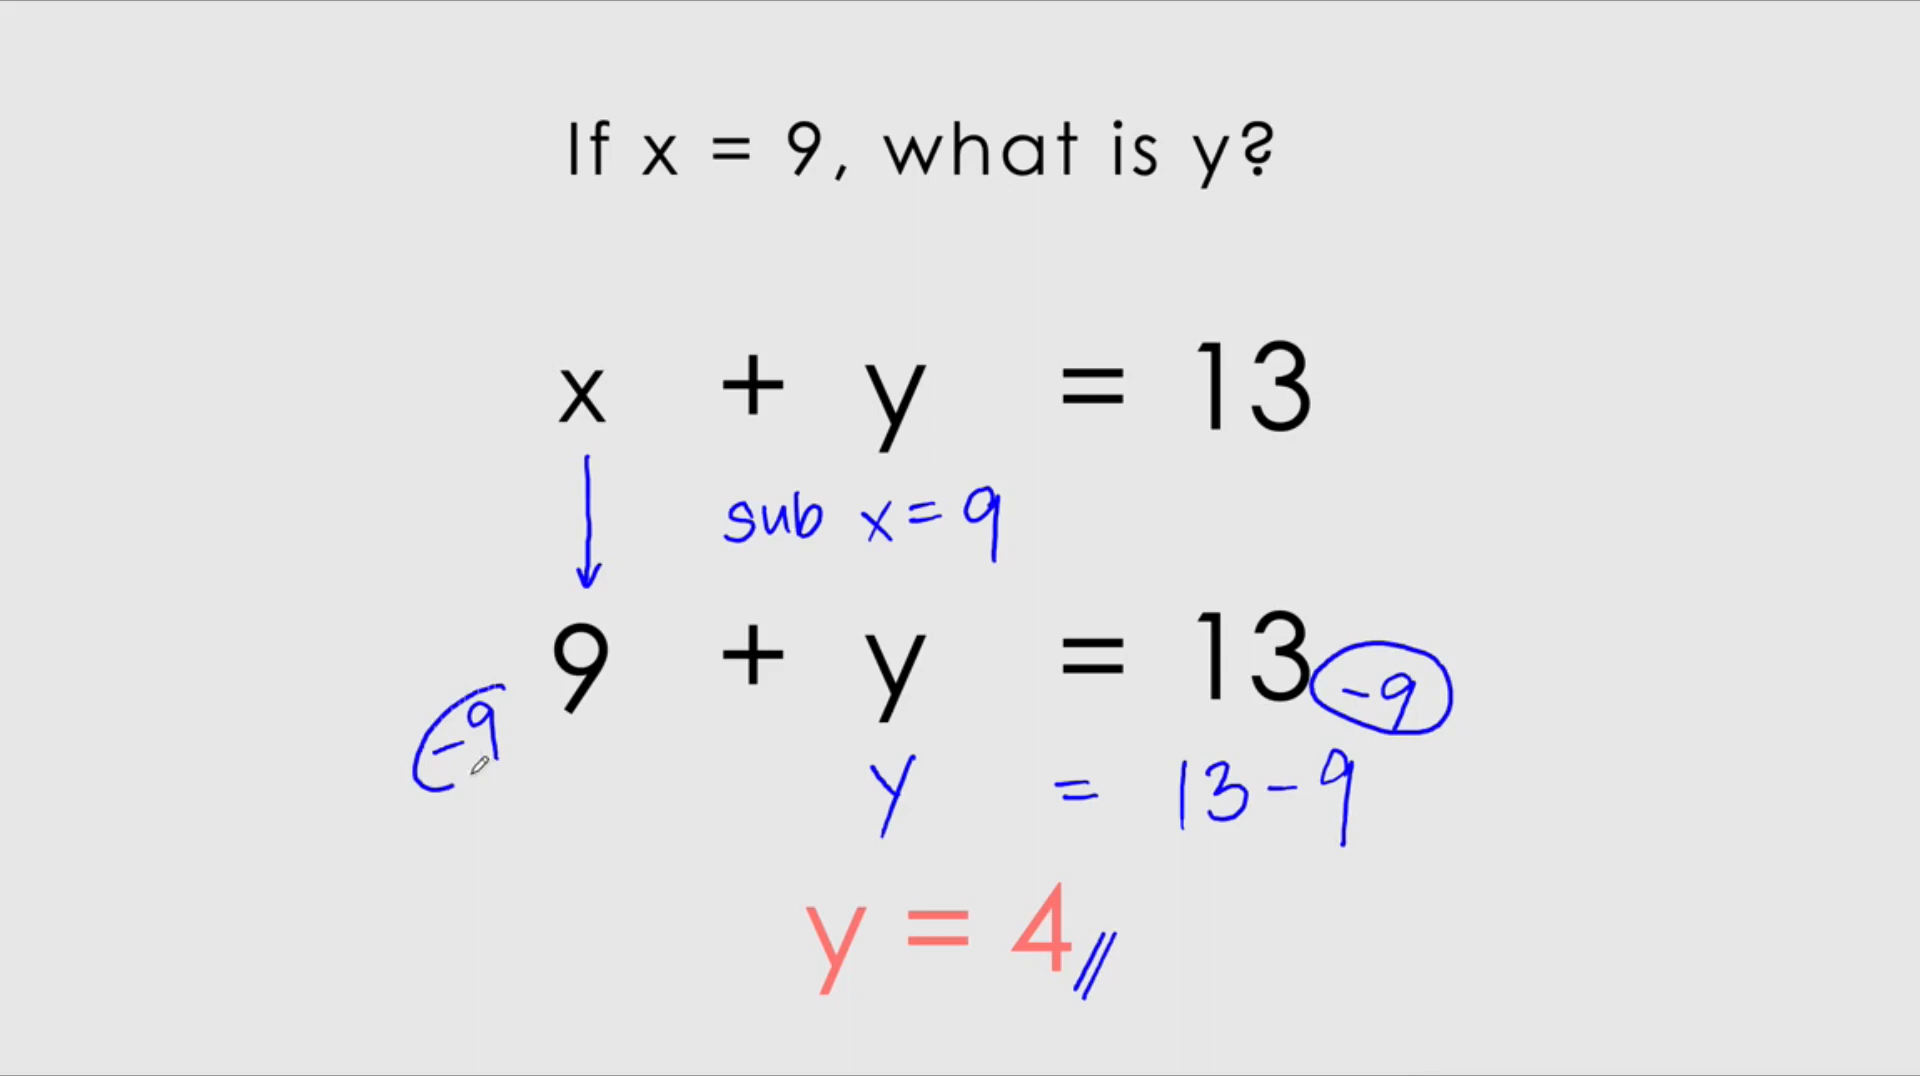 If x = 9, what is y?
x + y = 13
sub x = 9
9 + y = 13 -9
-9
y = 13 - 9
y = 4 //